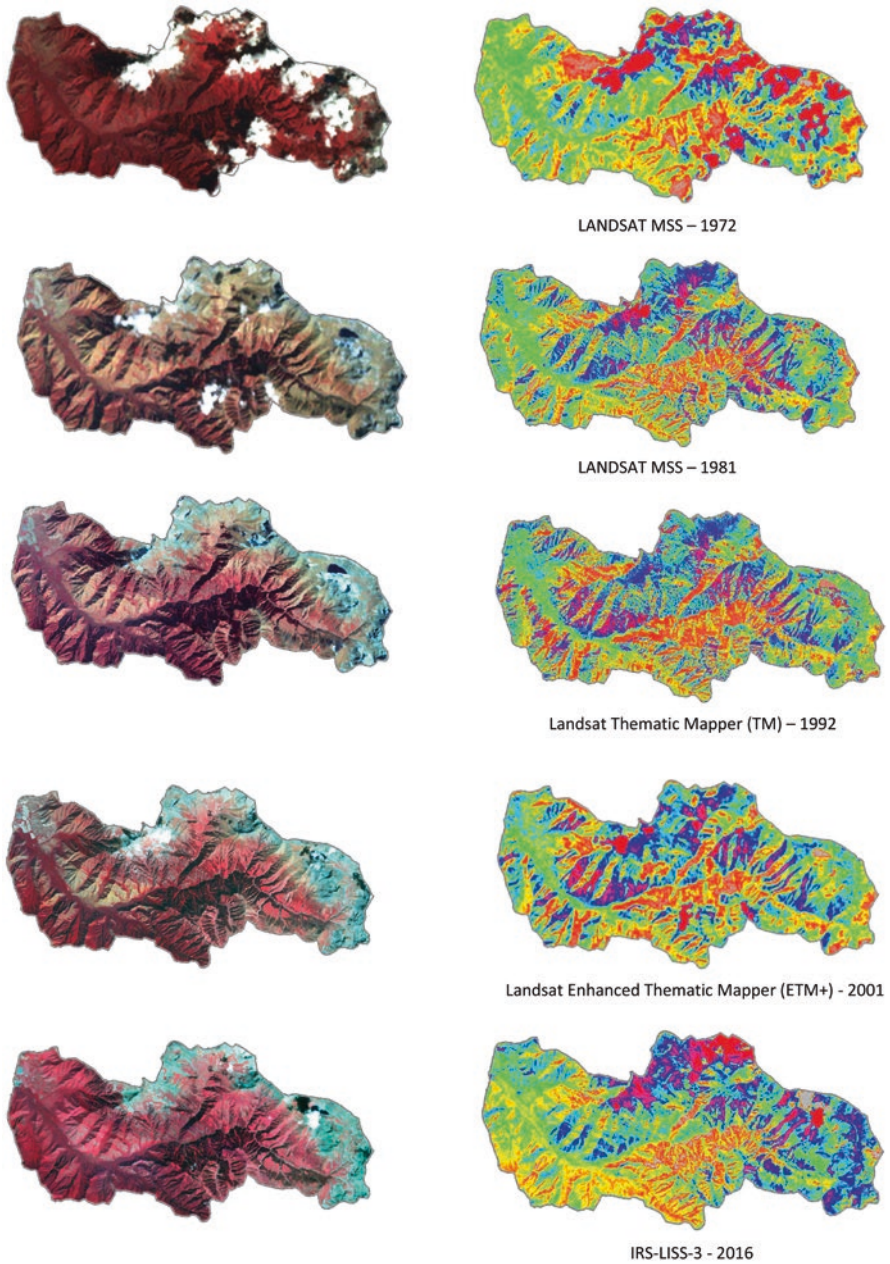 LANDSAT MSS – 1972
LANDSAT MSS – 1981
Landsat Thematic Mapper (TM) – 1992
Landsat Enhanced Thematic Mapper (ETM+) - 2001
IRS-LISS-3 - 2016